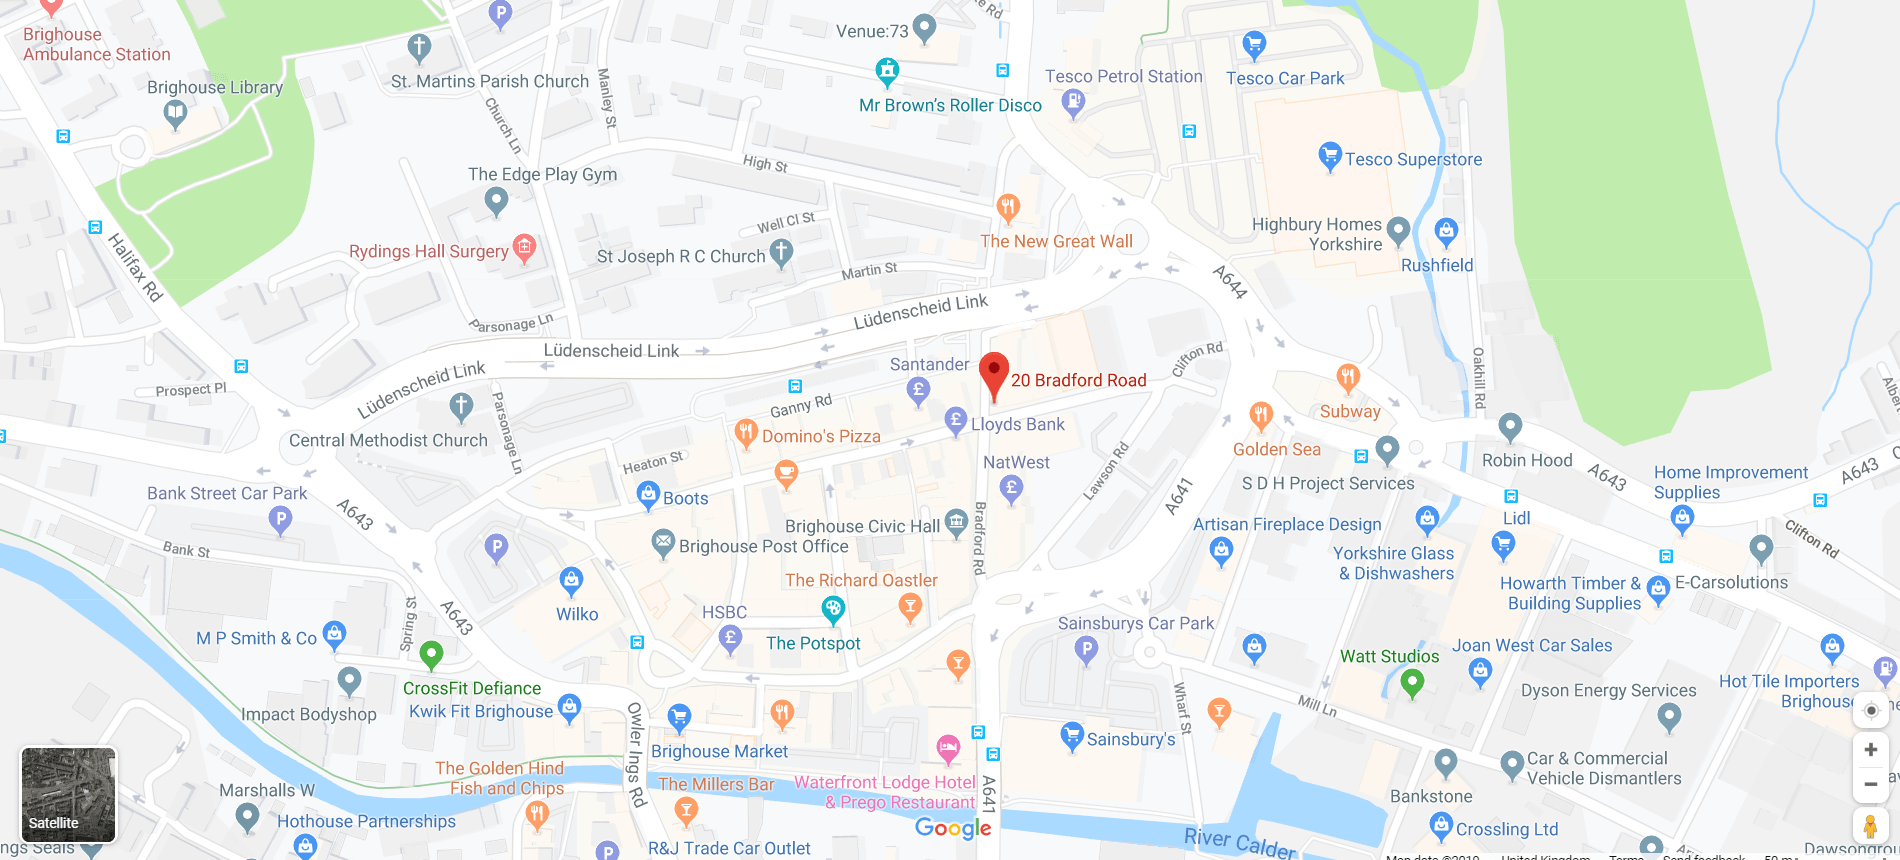 ke Rd
Brighouse
Ambulance Station
Venue:73
St. Martins Parish Church
Tesco Petrol Station
Tesco Car Park
Brighouse Library
Manley St
Church Ln
Mr Brown's Roller Disco
High St
Tesco Superstore
The Edge Play Gym
Well Cl St
The New Great Wall
Highbury Homes
Yorkshire
Rydings Hall Surgery
St Joseph R C Church
Rushfield
Halifax Rd
Martin St
A644
Lüdenscheid Link
Parsonage Ln
Lüdenscheid Link
Lüdenscheid Link
Santander
20 Bradford Road
Clifton Rd
Oakhill Rd
Prospect Pl
Parsonage Ln
Ganny Rd
Subway
Albert
Central Methodist Church
Domino's Pizza
Lloyds Bank
Golden Sea
Heaton St
NatWest
Lawson Rd
Robin Hood
A643
A643
C
S D H Project Services
Home Improvement
Supplies
Bank Street Car Park
Boots
A641
A643
Bradford Rd
Brighouse Civic Hall
Artisan Fireplace Design
Lidl
Clifton Rd
Bank St
Brighouse Post Office
Yorkshire Glass
& Dishwashers
The Richard Oastler
Howarth Timber &
Building Supplies
E-Carsolutions
Wilko
HSBC
A643
Spring St
Sainsburys Car Park
M P Smith & Co
The Potspot
Watt Studios
Joan West Car Sales
CrossFit Defiance
Hot Tile Importers
Brighouse
Dyson Energy Services
Impact Bodyshop
Kwik Fit Brighouse
Owler Ings Rd
Wharf St
Mill Ln
Brighouse Market
Sainsbury's
The Golden Hind
Fish and Chips
The Millers Bar
Waterfront Lodge Hotel
& Prego Restaurant
A641
Car & Commercial
Vehicle Dismantlers
Marshalls W
Bankstone
Satellite
Hothouse Partnerships
Google
River Calder
Crossling Ltd
ngs Seals
R&J Trade Car Outlet
Dawsongro
Map data ©2019 United Kingdom Terms Send feedback 50 m